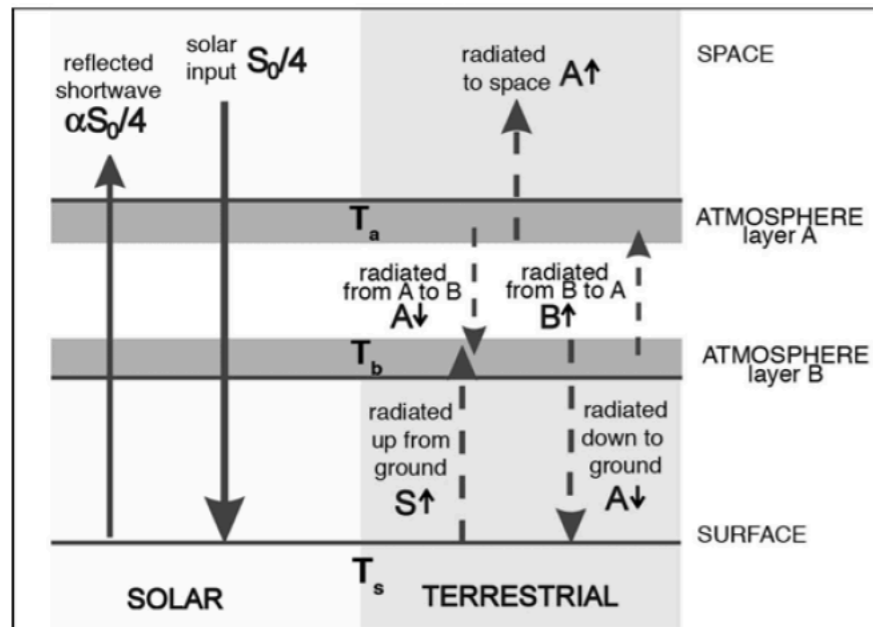 reflected
shortwave
αS₀/4
solar
input S₀/4
radiated
to space A↑
SPACE
Tₐ
ATMOSPHERE
layer A
radiated
from A to B
A↓
radiated
from B to A
B↑
T_b
ATMOSPHERE
layer B
radiated
up from
ground
S↑
radiated
down to
ground
A↓
SURFACE
Tₛ
SOLAR
TERRESTRIAL